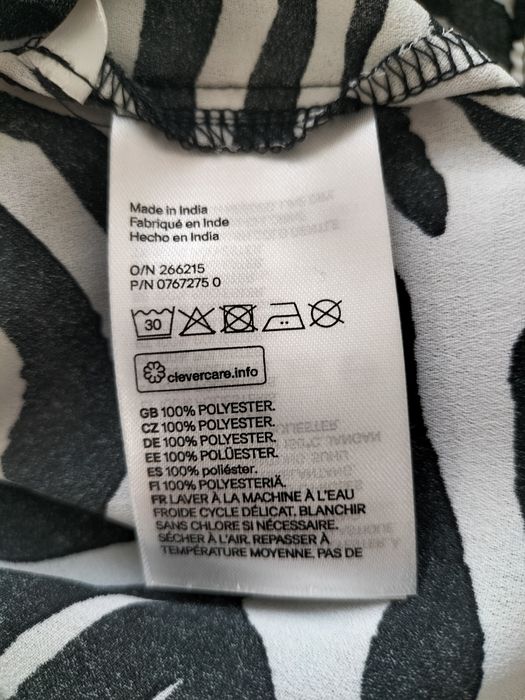 Made in India
Fabriqué en Inde
Hecho en India
O/N 266215
P/N 0767275 0
30
clevercare.info
GB 100% POLYESTER.
CZ 100% POLYESTER.
DE 100% POLYESTER.
EE 100% POLÜESTER.
ES 100% poliéster.
FI 100% POLYESTERIÄ.
FR LAVER À LA MACHINE À L'EAU
FROIDE CYCLE DÉLICAT. BLANCHIR
SANS CHLORE SI NÉCESSAIRE.
SÉCHER À L'AIR. REPASSER À
TEMPÉRATURE MOYENNE. PAS DE